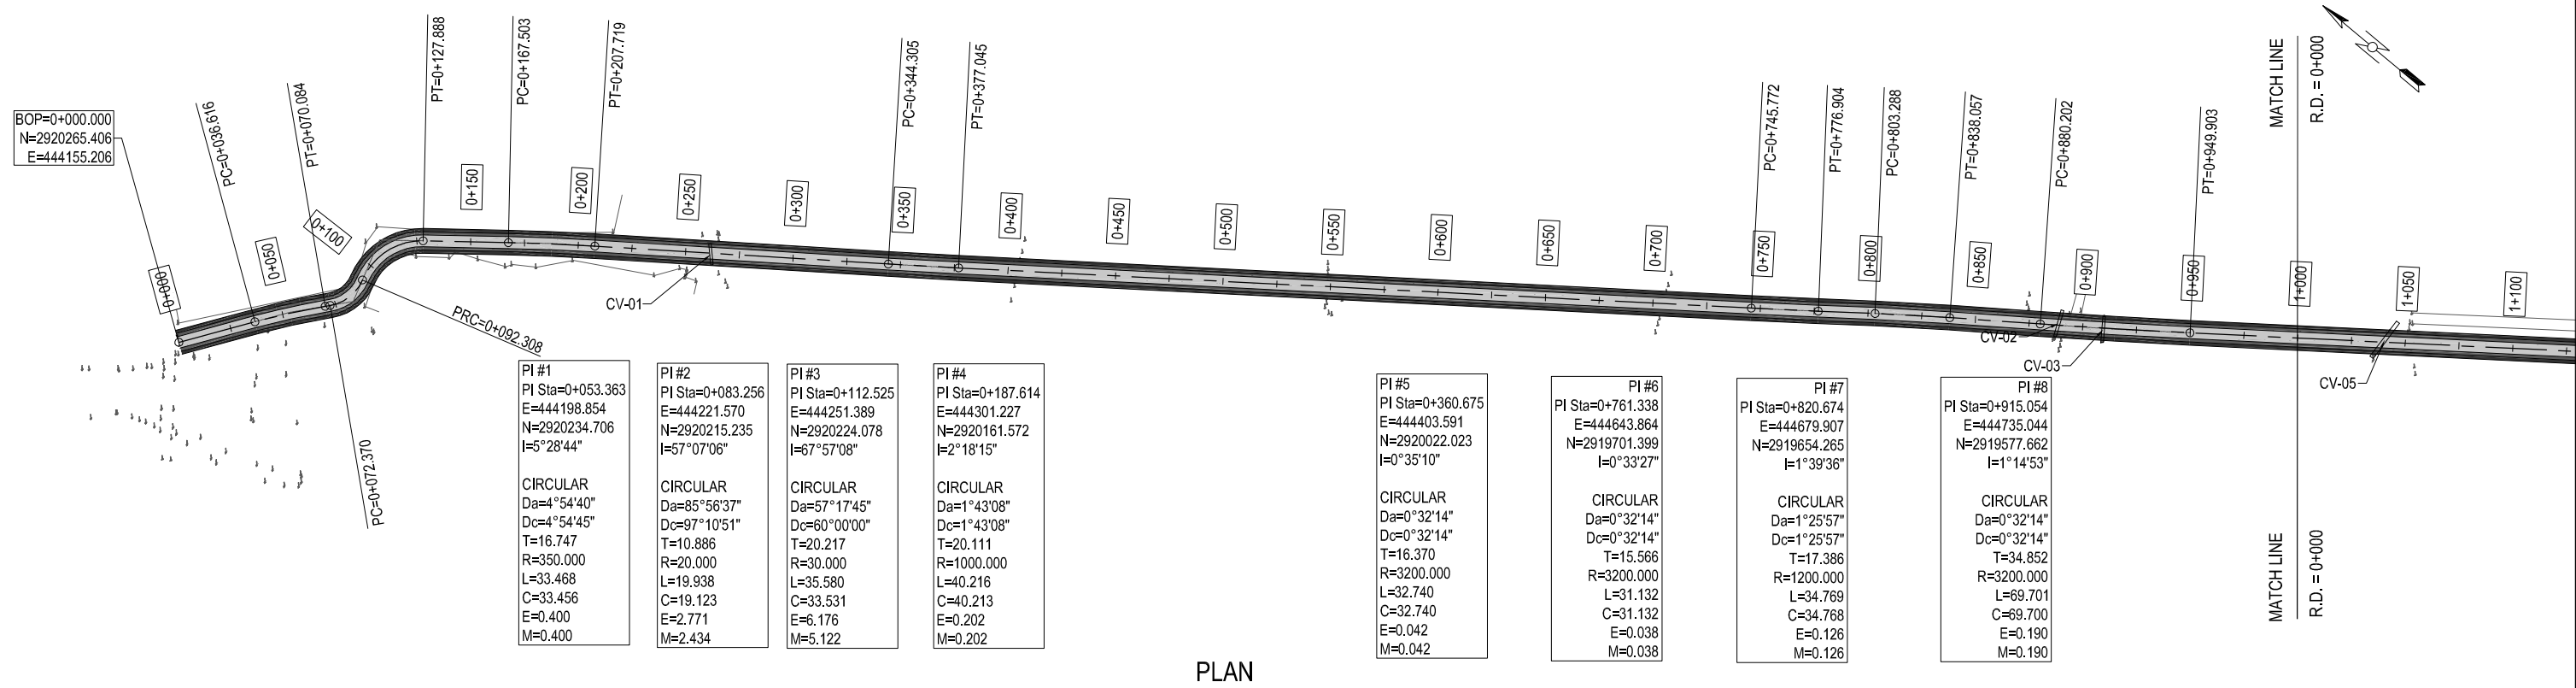 BOP=0+000.000
N=2920265.406
E=444155.206
PC=0+036.616
PT=0+070.084
PT=0+127.888
PC=0+167.503
PT=0+207.719
PC=0+344.305
PT=0+377.045
PC=0+745.772
PT=0+776.904
PC=0+803.288
PT=0+838.057
PC=0+880.202
PT=0+949.903
MATCH LINE
R.D. = 0+000
0+000
0+050
0+100
0+150
0+200
0+250
0+300
0+350
0+400
0+450
0+500
0+550
0+600
0+650
0+700
0+750
0+800
0+850
0+900
0+950
1+000
1+050
1+100
CV-01
PRC=0+092.308
PC=0+072.370
CV-02
CV-03
CV-05
PI #1
PI Sta=0+053.363
E=444198.854
N=2920234.706
I=5°28'44"
CIRCULAR
Da=4°54'40"
Dc=4°54'45"
T=16.747
R=350.000
L=33.468
C=33.456
E=0.400
M=0.400
PI #2
PI Sta=0+083.256
E=444221.570
N=2920215.235
I=57°07'06"
CIRCULAR
Da=85°56'37"
Dc=97°10'51"
T=10.886
R=20.000
L=19.938
C=19.123
E=2.771
M=2.434
PI #3
PI Sta=0+112.525
E=444251.389
N=2920224.078
I=67°57'08"
CIRCULAR
Da=57°17'45"
Dc=60°00'00"
T=20.217
R=30.000
L=35.580
C=33.531
E=6.176
M=5.122
PI #4
PI Sta=0+187.614
E=444301.227
N=2920161.572
I=2°18'15"
CIRCULAR
Da=1°43'08"
Dc=1°43'08"
T=20.111
R=1000.000
L=40.216
C=40.213
E=0.202
M=0.202
PI #5
PI Sta=0+360.675
E=444403.591
N=2920022.023
I=0°35'10"
CIRCULAR
Da=0°32'14"
Dc=0°32'14"
T=16.370
R=3200.000
L=32.740
C=32.740
E=0.042
M=0.042
PI #6
PI Sta=0+761.338
E=444643.864
N=2919701.399
I=0°33'27"
CIRCULAR
Da=0°32'14"
Dc=0°32'14"
T=15.566
R=3200.000
L=31.132
C=31.132
E=0.038
M=0.038
PI #7
PI Sta=0+820.674
E=444679.907
N=2919654.265
I=1°39'36"
CIRCULAR
Da=1°25'57"
Dc=1°25'57"
T=17.386
R=1200.000
L=34.769
C=34.768
E=0.126
M=0.126
PI #8
PI Sta=0+915.054
E=444735.044
N=2919577.662
I=1°14'53"
CIRCULAR
Da=0°32'14"
Dc=0°32'14"
T=34.852
R=3200.000
L=69.701
C=69.700
E=0.190
M=0.190
MATCH LINE
R.D. = 0+000
PLAN